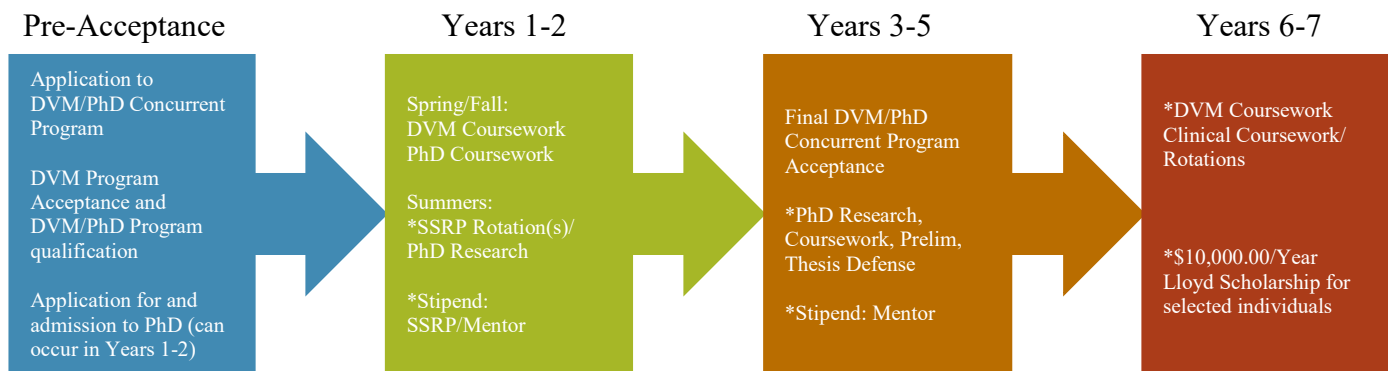 Pre-Acceptance
Application to
DVM/PhD Concurrent
Program
DVM Program
Acceptance and
DVM/PhD Program
qualification
Application for and
admission to PhD (can
occur in Years 1-2)
Years 1-2
Spring/Fall:
DVM Coursework
PhD Coursework
Summers:
*SSRP Rotation(s)/
PhD Research
*Stipend:
SSRP/Mentor
Years 3-5
Final DVM/PhD
Concurrent Program
Acceptance
*PhD Research,
Coursework, Prelim,
Thesis Defense
*Stipend: Mentor
Years 6-7
*DVM Coursework
Clinical Coursework/
Rotations
*$10,000.00/Year
Lloyd Scholarship for
selected individuals